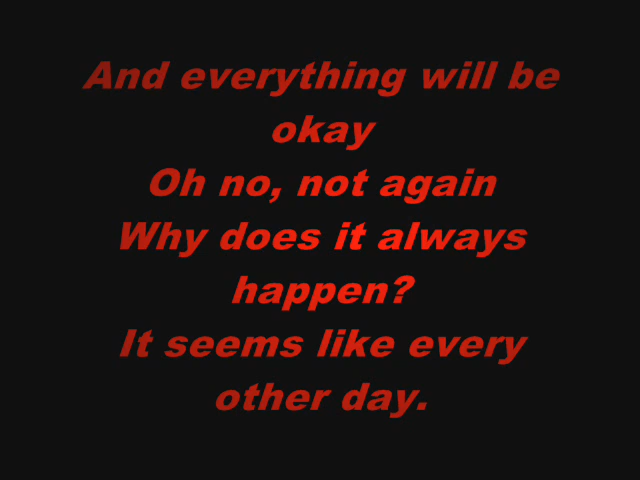 And everything will be
okay
Oh no, not again
Why does it always
happen?
It seems like every
other day.